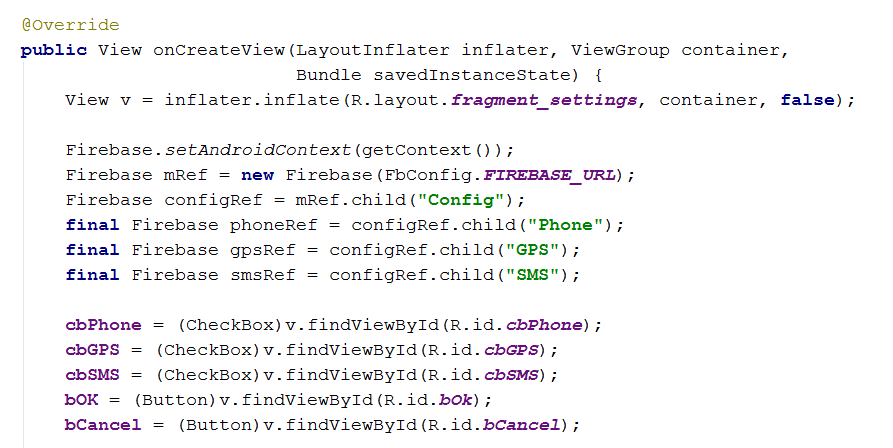 @Override
public View onCreateView(LayoutInflater inflater, ViewGroup container,
                         Bundle savedInstanceState) {
    View v = inflater.inflate(R.layout.fragment_settings, container, false);

    Firebase.setAndroidContext(getContext());
    Firebase mRef = new Firebase(FbConfig.FIREBASE_URL);
    Firebase configRef = mRef.child("Config");
    final Firebase phoneRef = configRef.child("Phone");
    final Firebase gpsRef = configRef.child("GPS");
    final Firebase smsRef = configRef.child("SMS");

    cbPhone = (CheckBox)v.findViewById(R.id.cbPhone);
    cbGPS = (CheckBox)v.findViewById(R.id.cbGPS);
    cbSMS = (CheckBox)v.findViewById(R.id.cbSMS);
    bOK = (Button)v.findViewById(R.id.bOk);
    bCancel = (Button)v.findViewById(R.id.bCancel);